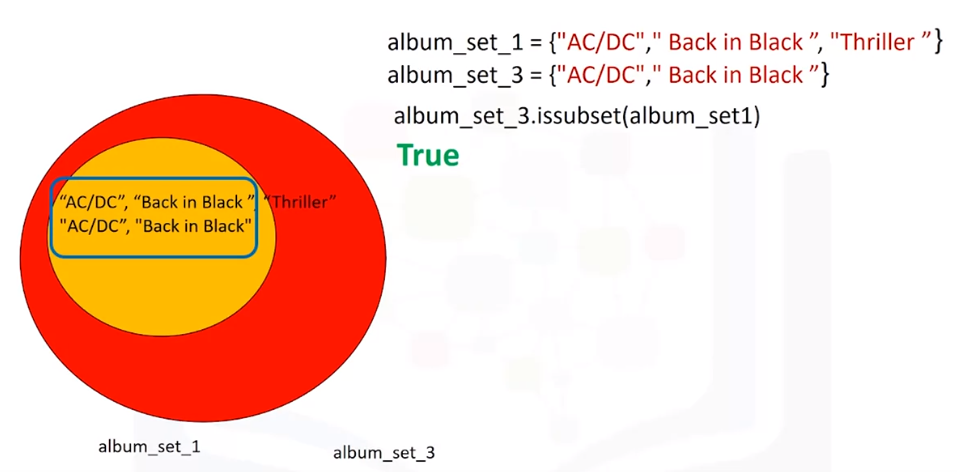 album_set_1 = {"AC/DC"," Back in Black ”, "Thriller ”}
album_set_3 = {"AC/DC"," Back in Black ”}
album_set_3.issubset(album_set1)
True
“AC/DC”, “Back in Black ”, “Thriller”
"AC/DC”, "Back in Black"
album_set_1
album_set_3